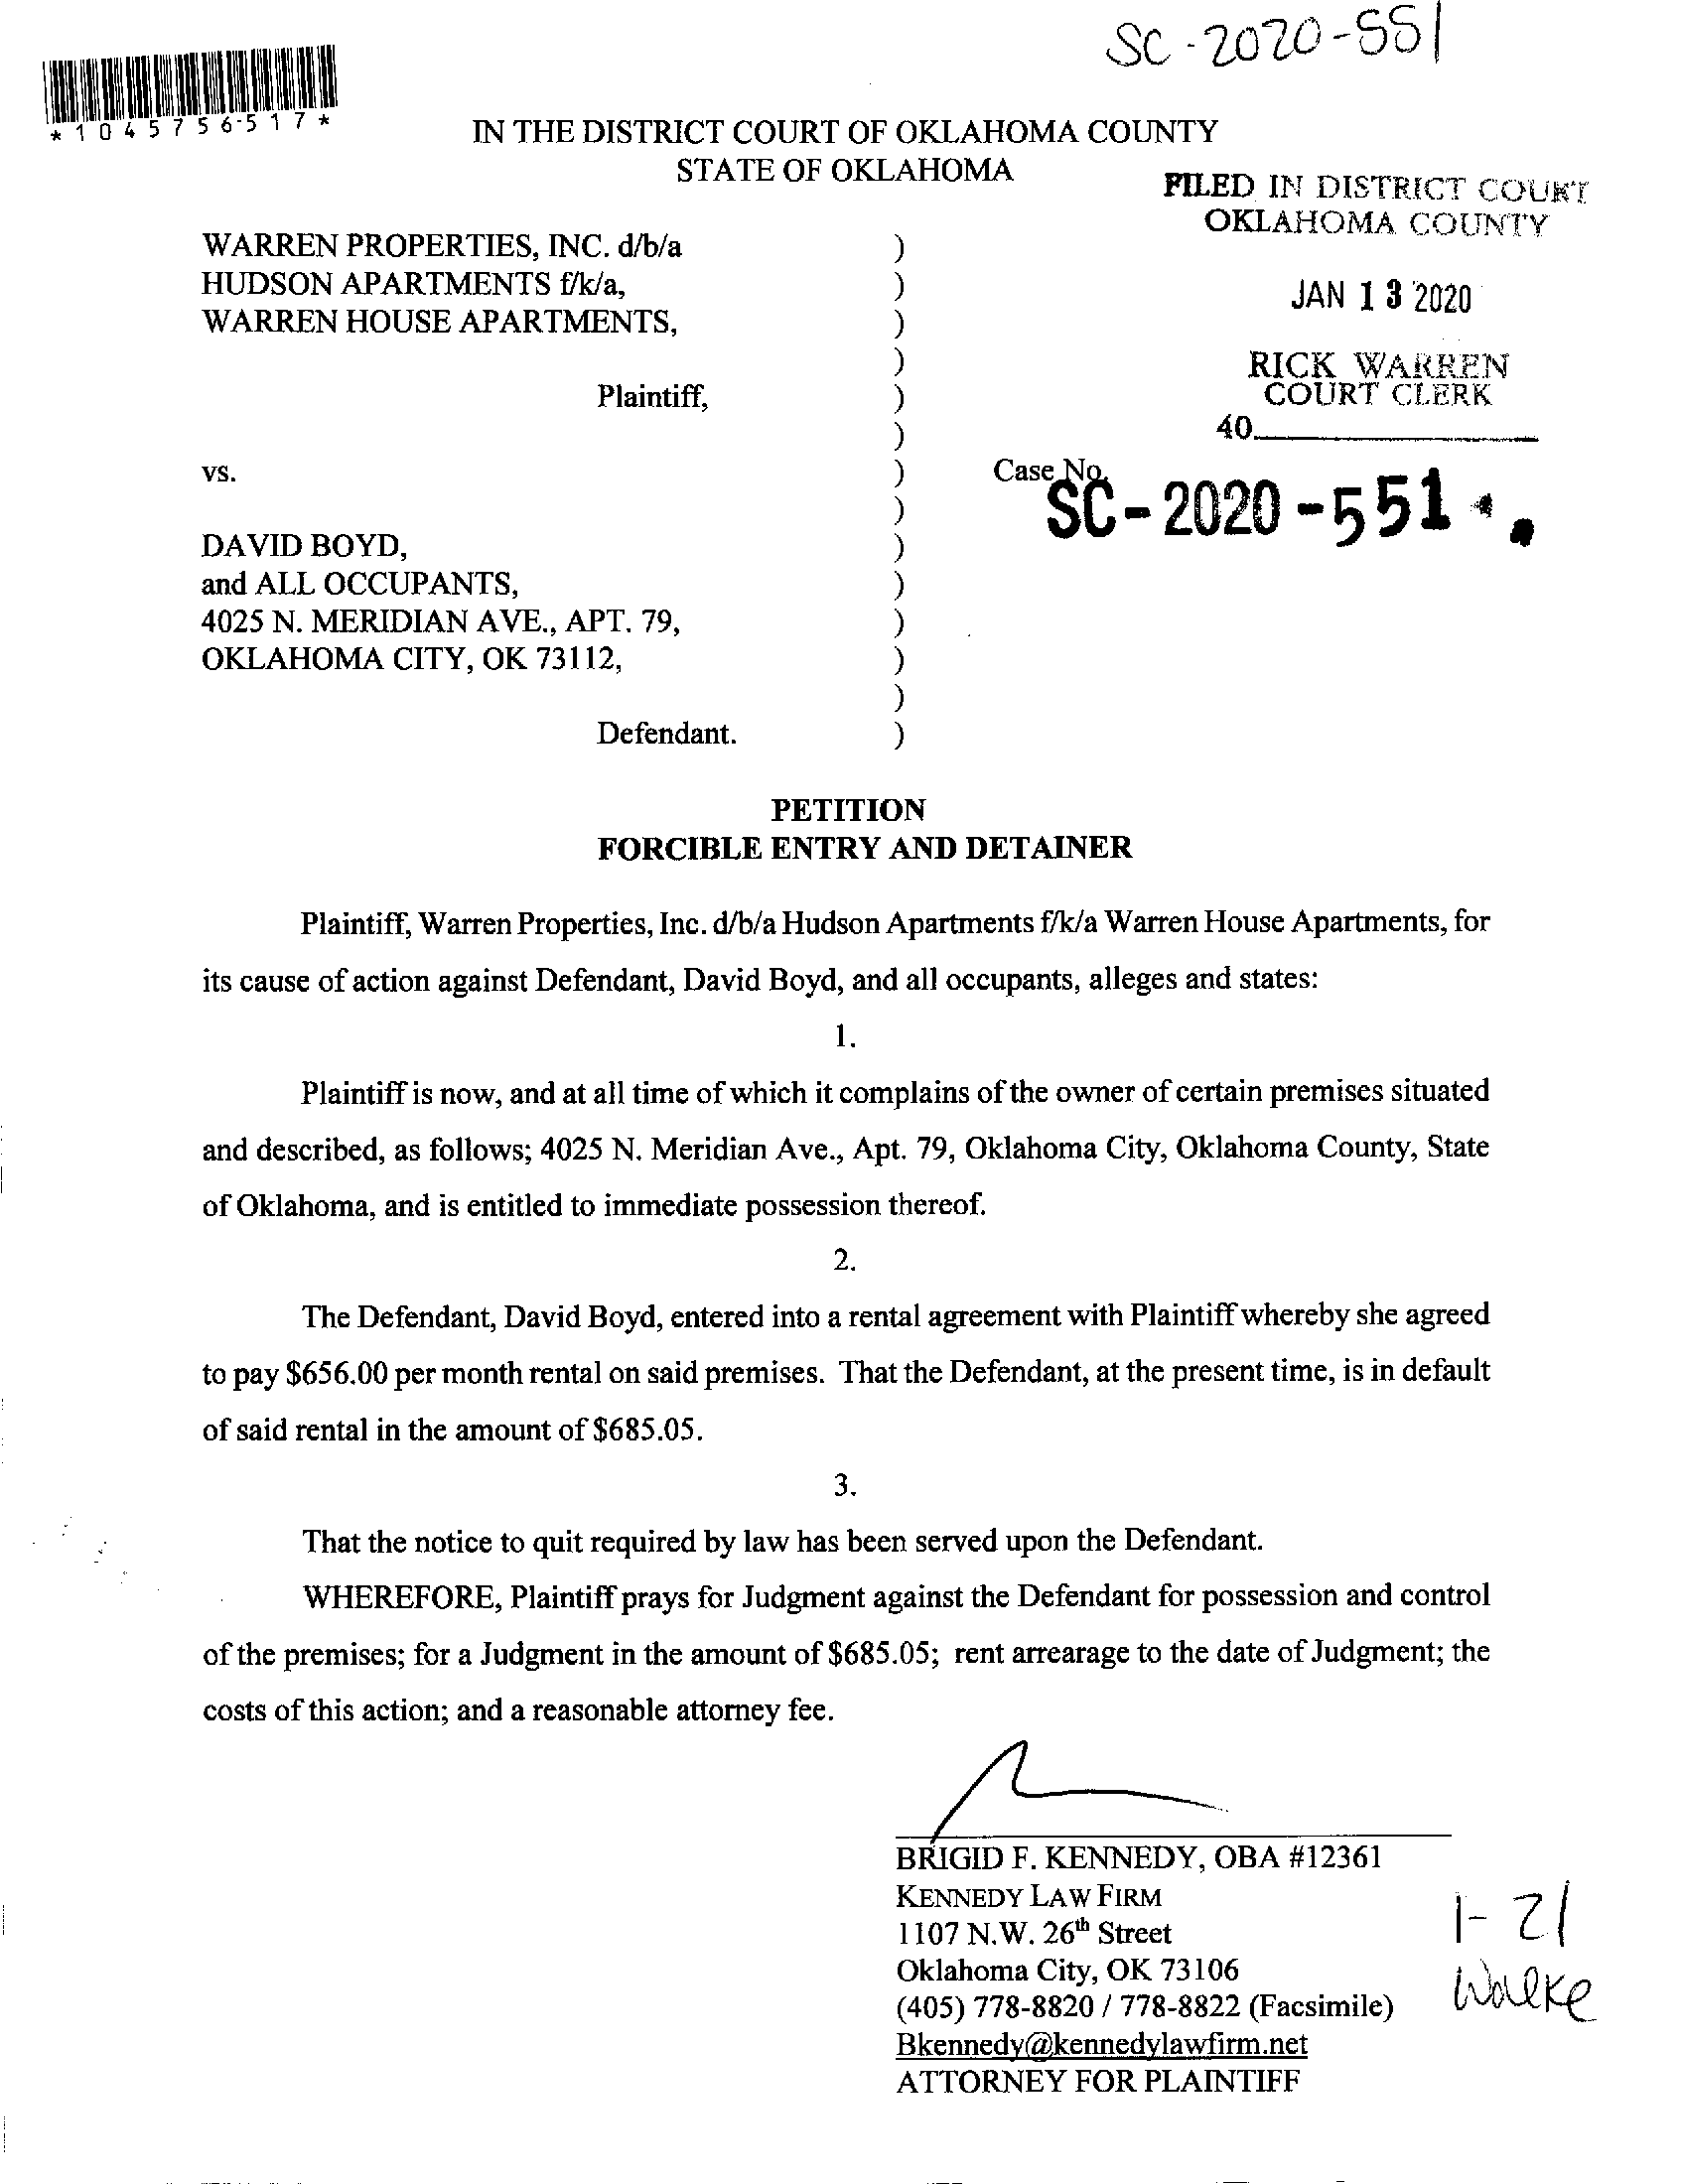 SC-2020-551
*1045756517*
IN THE DISTRICT COURT OF OKLAHOMA COUNTY
STATE OF OKLAHOMA
FILED IN DISTRICT COURT
OKLAHOMA COUNTY
JAN 13 2020
RICK WARREN
COURT CLERK
40
WARREN PROPERTIES, INC. d/b/a )
HUDSON APARTMENTS f/k/a, )
WARREN HOUSE APARTMENTS, )
)
Plaintiff, )
)
vs. ) Case No.
SC-2020-551
)
DAVID BOYD, )
and ALL OCCUPANTS, )
4025 N. MERIDIAN AVE., APT. 79, )
OKLAHOMA CITY, OK 73112, )
)
Defendant. )
PETITION
FORCIBLE ENTRY AND DETAINER
Plaintiff, Warren Properties, Inc. d/b/a Hudson Apartments f/k/a Warren House Apartments, for
its cause of action against Defendant, David Boyd, and all occupants, alleges and states:
1.
Plaintiff is now, and at all time of which it complains of the owner of certain premises situated
and described, as follows; 4025 N. Meridian Ave., Apt. 79, Oklahoma City, Oklahoma County, State
of Oklahoma, and is entitled to immediate possession thereof.
2.
The Defendant, David Boyd, entered into a rental agreement with Plaintiff whereby she agreed
to pay $656.00 per month rental on said premises. That the Defendant, at the present time, is in default
of said rental in the amount of $685.05.
3.
That the notice to quit required by law has been served upon the Defendant.
WHEREFORE, Plaintiff prays for Judgment against the Defendant for possession and control
of the premises; for a Judgment in the amount of $685.05; rent arrearage to the date of Judgment; the
costs of this action; and a reasonable attorney fee.
BRIGID F. KENNEDY, OBA #12361
KENNEDY LAW FIRM
1107 N.W. 26th Street
Oklahoma City, OK 73106
(405) 778-8820 / 778-8822 (Facsimile)
Bkennedy@kennedylawfirm.net
ATTORNEY FOR PLAINTIFF
1-21
Walke